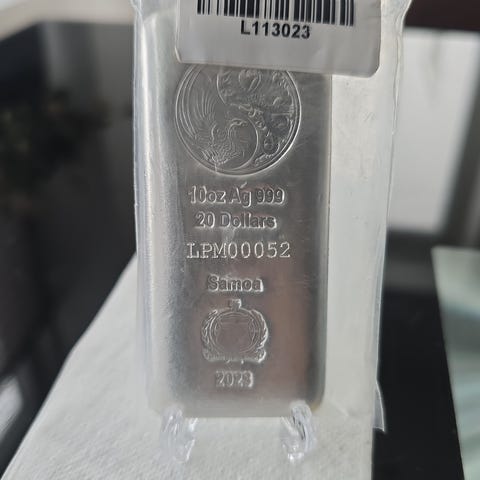 L113023
10oz Ag 999
20 Dollars
LPM00052
Samoa
2023